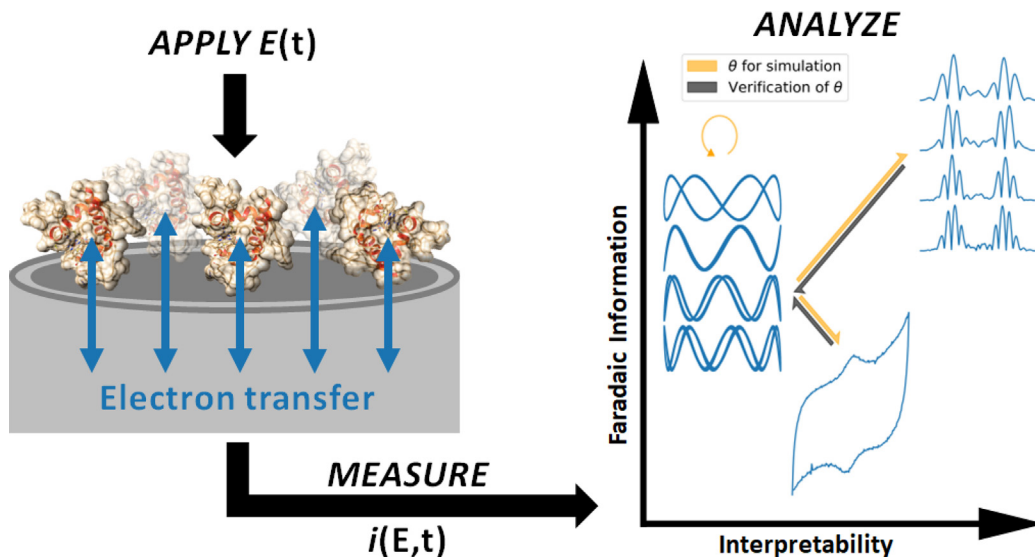 APPLY E(t)
Electron transfer
MEASURE
i(E,t)
ANALYZE
θ for simulation
Verification of θ
Faradaic Information
Interpretability